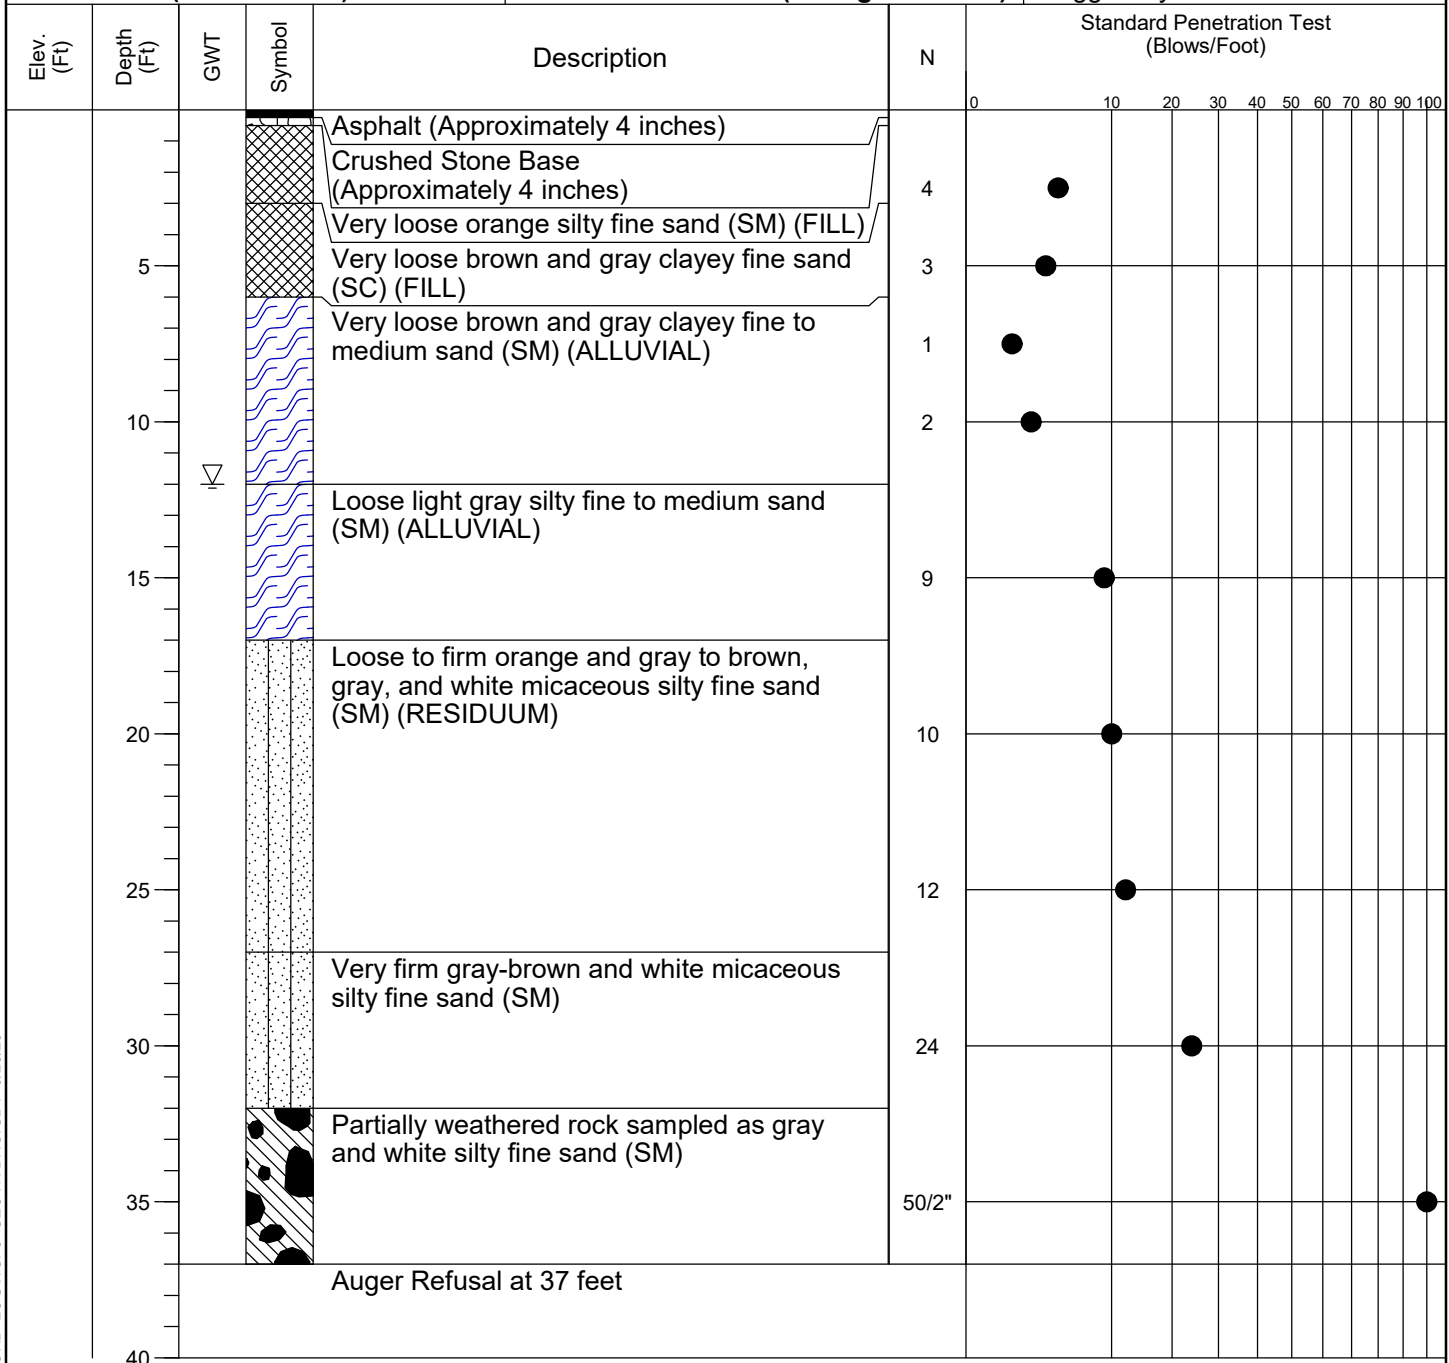 Elev.
(Ft)
Depth
(Ft)
GWT
Symbol
Description
N
Standard Penetration Test
(Blows/Foot)
0 10 20 30 40 50 60 70 80 90 100
Asphalt (Approximately 4 inches)
Crushed Stone Base
(Approximately 4 inches)
4
Very loose orange silty fine sand (SM) (FILL)
5
Very loose brown and gray clayey fine sand
(SC) (FILL)
3
Very loose brown and gray clayey fine to
medium sand (SM) (ALLUVIAL)
1
10
2
Loose light gray silty fine to medium sand
(SM) (ALLUVIAL)
15
9
Loose to firm orange and gray to brown,
gray, and white micaceous silty fine sand
(SM) (RESIDUUM)
20
10
25
12
Very firm gray-brown and white micaceous
silty fine sand (SM)
30
24
Partially weathered rock sampled as gray
and white silty fine sand (SM)
35
50/2"
Auger Refusal at 37 feet
40